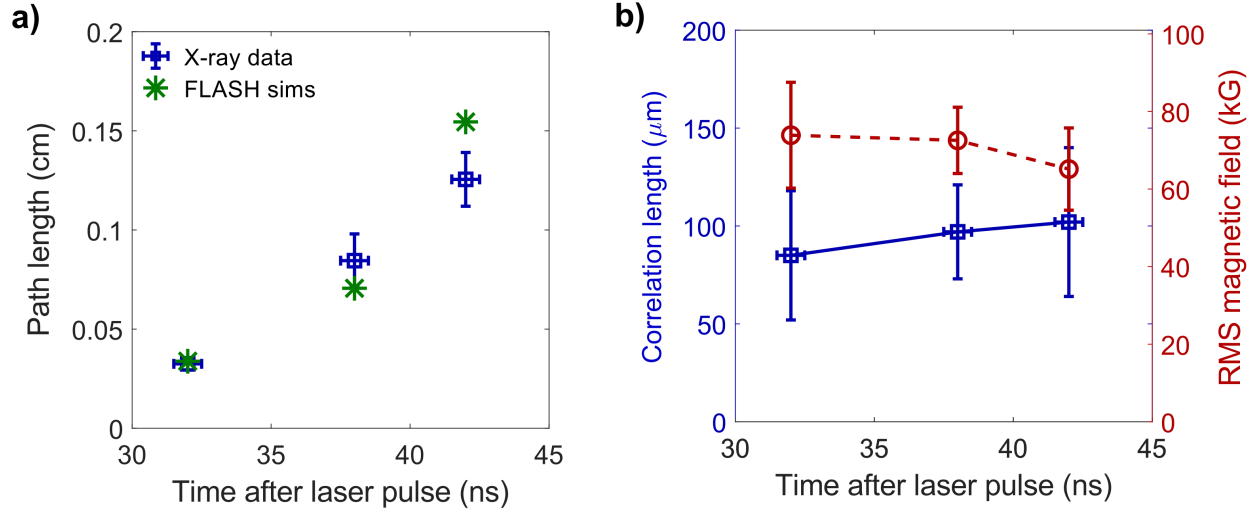 a)
X-ray data
FLASH sims
Path length (cm)
0.2
0.15
0.1
0.05
0
30 35 40 45
Time after laser pulse (ns)
b)
Correlation length (μm)
200
150
100
50
0
RMS magnetic field (kG)
100
80
60
40
20
0
30 35 40 45
Time after laser pulse (ns)